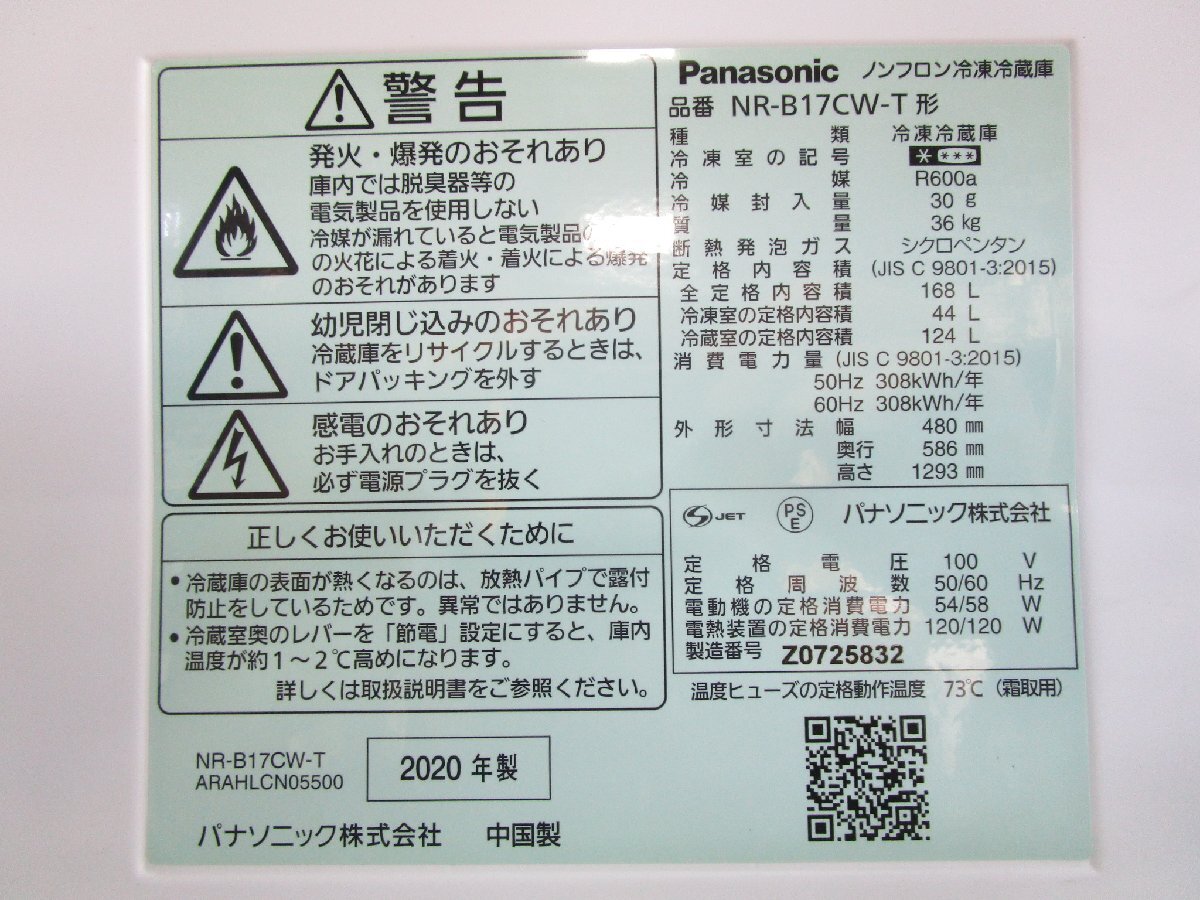 警告
発火・爆発のおそれあり
庫内では脱臭器等の
電気製品を使用しない
冷媒が漏れていると電気製品の
の火花による着火・着火による爆発
のおそれがあります
幼児閉じ込みのおそれあり
冷蔵庫をリサイクルするときは、
ドアパッキングを外す
感電のおそれあり
お手入れのときは、
必ず電源プラグを抜く
正しくお使いいただくために
• 冷蔵庫の表面が熱くなるのは、放熱パイプで露付
防止をしているためです。異常ではありません。
• 冷蔵室奥のレバーを「節電」設定にすると、庫内
温度が約1～2℃高めになります。
詳しくは取扱説明書をご参照ください。
NR-B17CW-T
ARAHLCN05500
2020年製
パナソニック株式会社 中国製
Panasonic ノンフロン冷凍冷蔵庫
品番 NR-B17CW-T 形
種類 冷凍冷蔵庫
冷凍室の記号 * ***
冷媒 R600a
冷媒封入量 30 g
質量 36 kg
断熱発泡ガス シクロペンタン
定格内容積 (JIS C 9801-3:2015)
全定格内容積 168 L
冷凍室の定格内容積 44 L
冷蔵室の定格内容積 124 L
消費電力量 (JIS C 9801-3:2015)
50Hz 308kWh/年
60Hz 308kWh/年
外形寸法幅 480 mm
奥行 586 mm
高さ 1293 mm
S JET PS E パナソニック株式会社
定格電圧 100 V
定格周波数 50/60 Hz
電動機の定格消費電力 54/58 W
電熱装置の定格消費電力 120/120 W
製造番号 Z0725832
温度ヒューズの定格動作温度 73℃（霜取用）